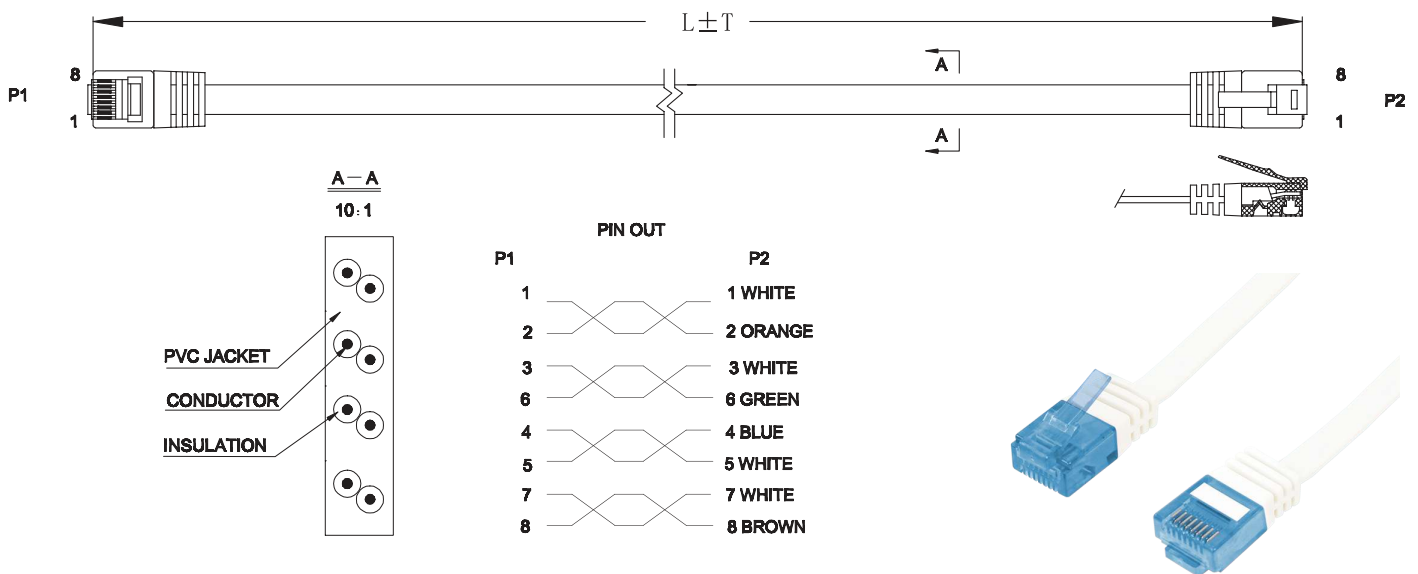 L±T
8
A
8
P1
P2
1
A
1
A－A
10:1
PIN OUT
P1 P2
1 1 WHITE
2 2 ORANGE
PVC JACKET
3 3 WHITE
CONDUCTOR
6 6 GREEN
4 4 BLUE
INSULATION
5 5 WHITE
7 7 WHITE
8 8 BROWN